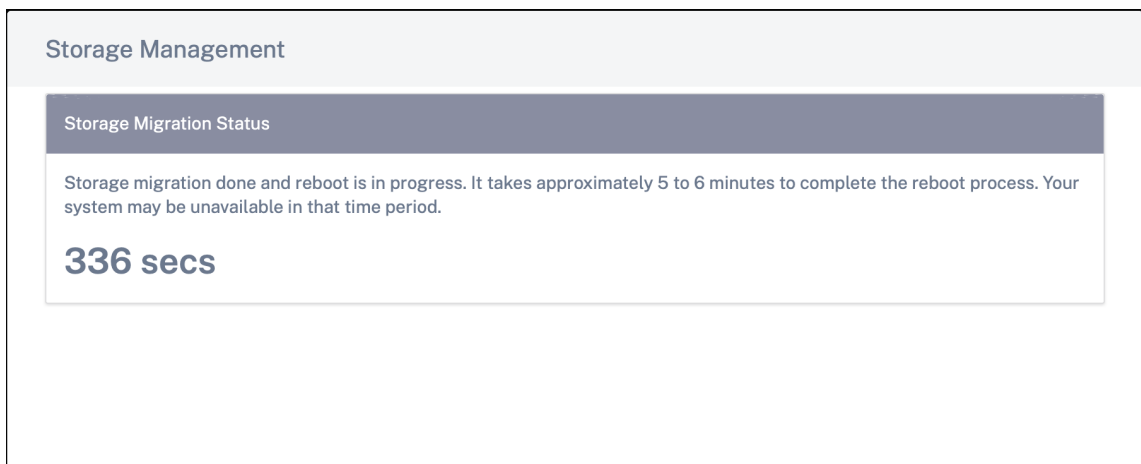 Storage Management
Storage Migration Status
Storage migration done and reboot is in progress. It takes approximately 5 to 6 minutes to complete the reboot process. Your
system may be unavailable in that time period.
336 secs